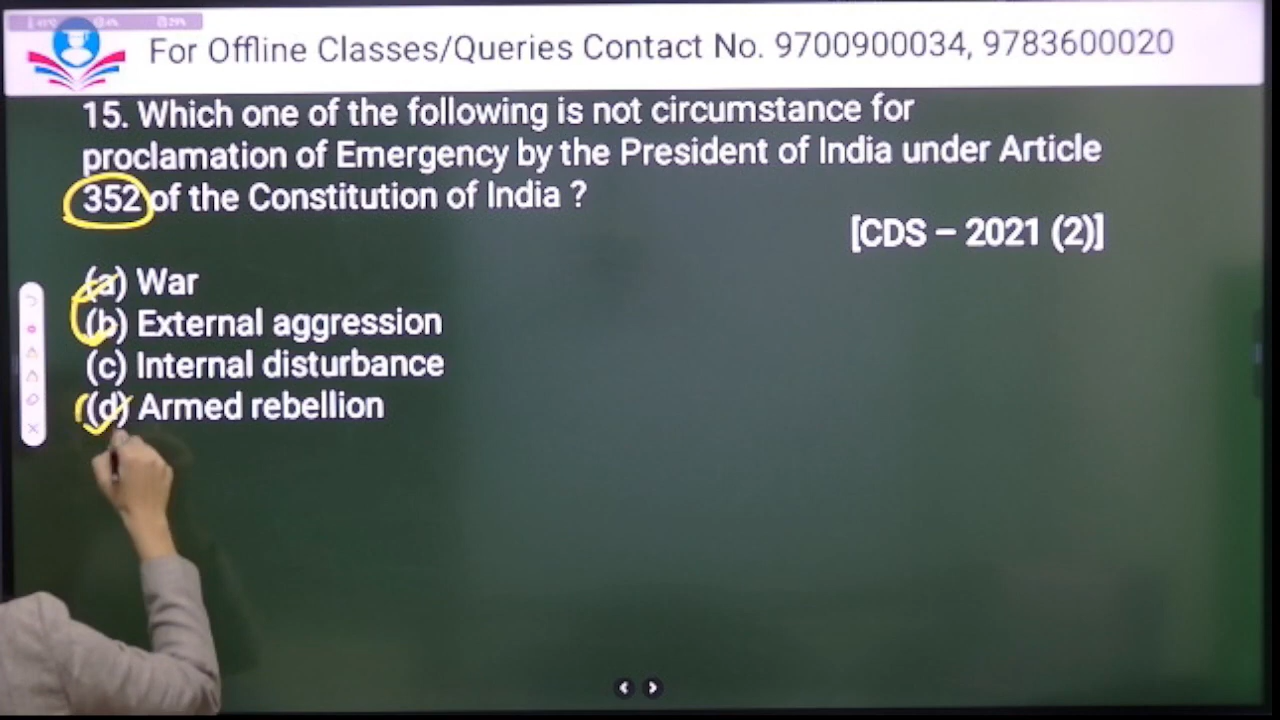 For Offline Classes/Queries Contact No. 9700900034, 9783600020
15. Which one of the following is not circumstance for
proclamation of Emergency by the President of India under Article
352 of the Constitution of India ?
[CDS – 2021 (2)]
(a) War
(b) External aggression
(c) Internal disturbance
(d) Armed rebellion